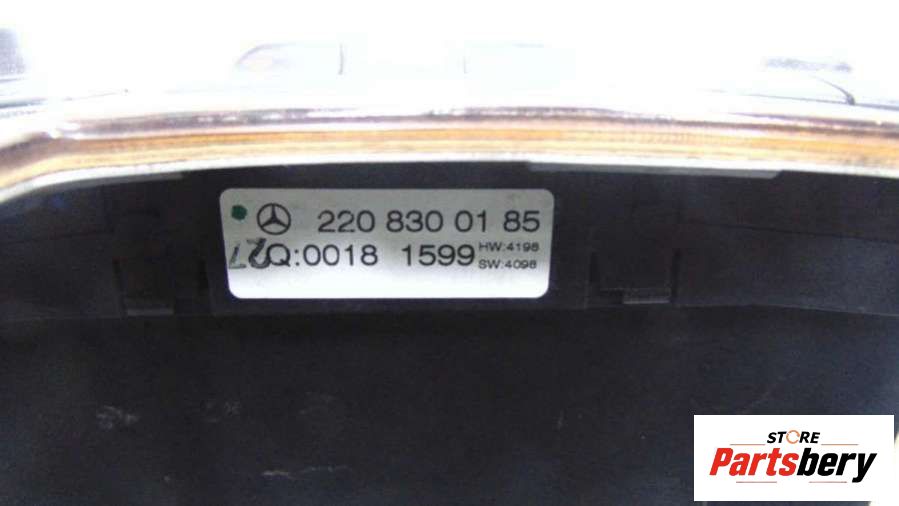 220 830 01 85
Q:0018 1599 HW:4198
SW:4098
STORE
Partsbery